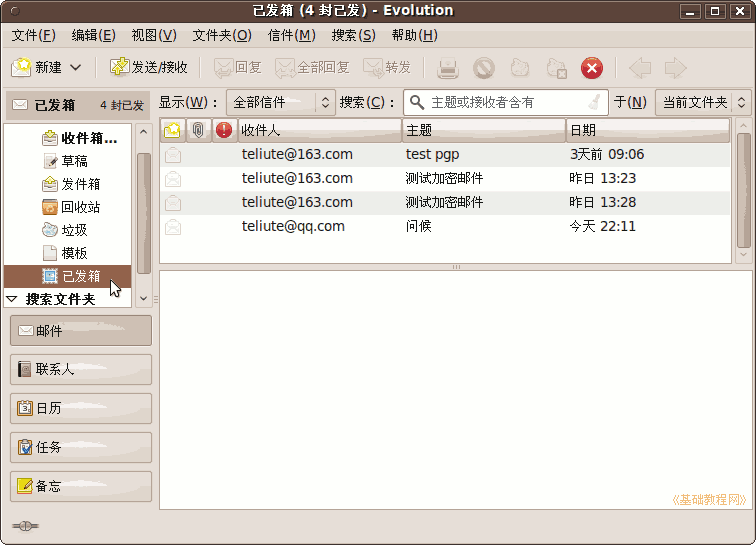 已发箱 (4 封已发) - Evolution
文件(F) 编辑(E) 视图(V) 文件夹(O) 信件(M) 搜索(S) 帮助(H)
新建 发送/接收 回复 全部回复 转发
已发箱 4 封已发 显示(W)： 全部信件 搜索(C)： 主题或接收者含有 于(N) 当前文件夹
收件人 主题 日期
teliute@163.com test pgp 3天前 09:06
teliute@163.com 测试加密邮件 昨日 13:23
teliute@163.com 测试加密邮件 昨日 13:28
teliute@qq.com 问候 今天 22:11
收件箱...
草稿
发件箱
回收站
垃圾
模板
已发箱
搜索文件夹
邮件
联系人
日历
任务
备忘
《基础教程网》